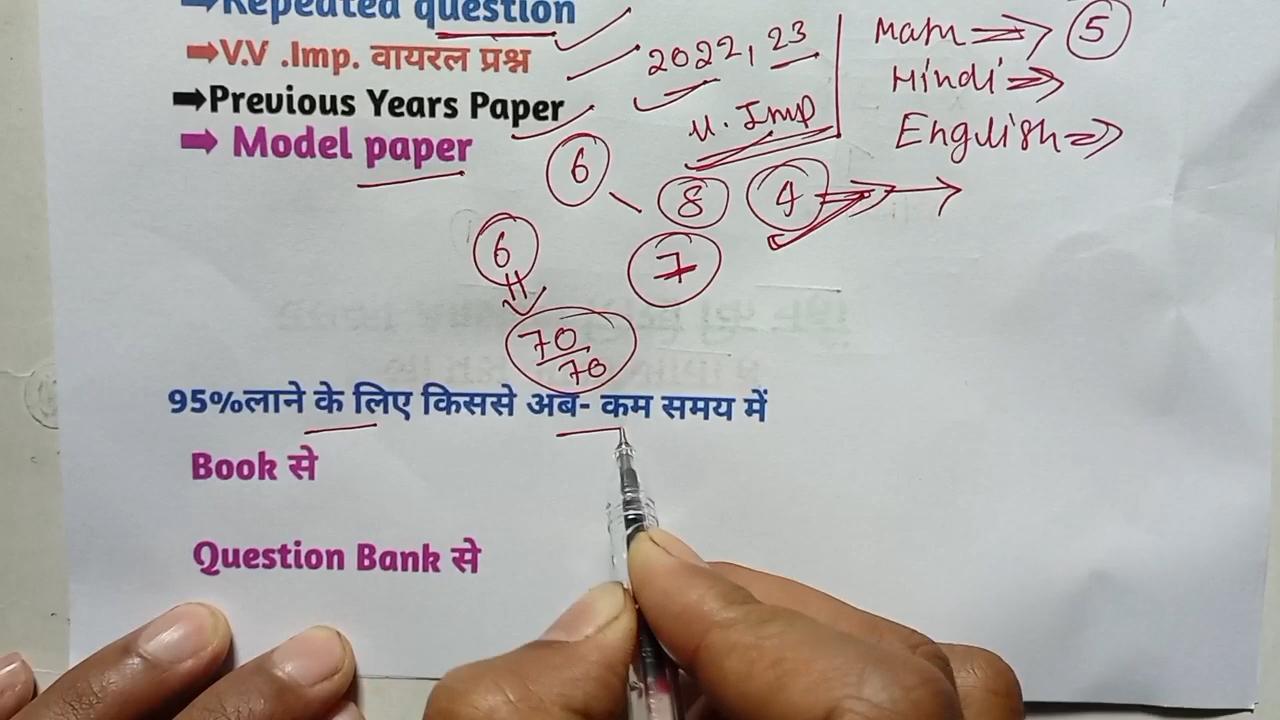 ➡Repeated question
➡V.V .Imp. वायरल प्रश्न
➡Previous Years Paper
➡ Model paper
2022, 23
Imp
Math ⇒ 5
Hindi ⇒
English ⇒
6
8
4
6
7
70/70
95%लाने के लिए किससे अब- कम समय में
Book से
Question Bank से